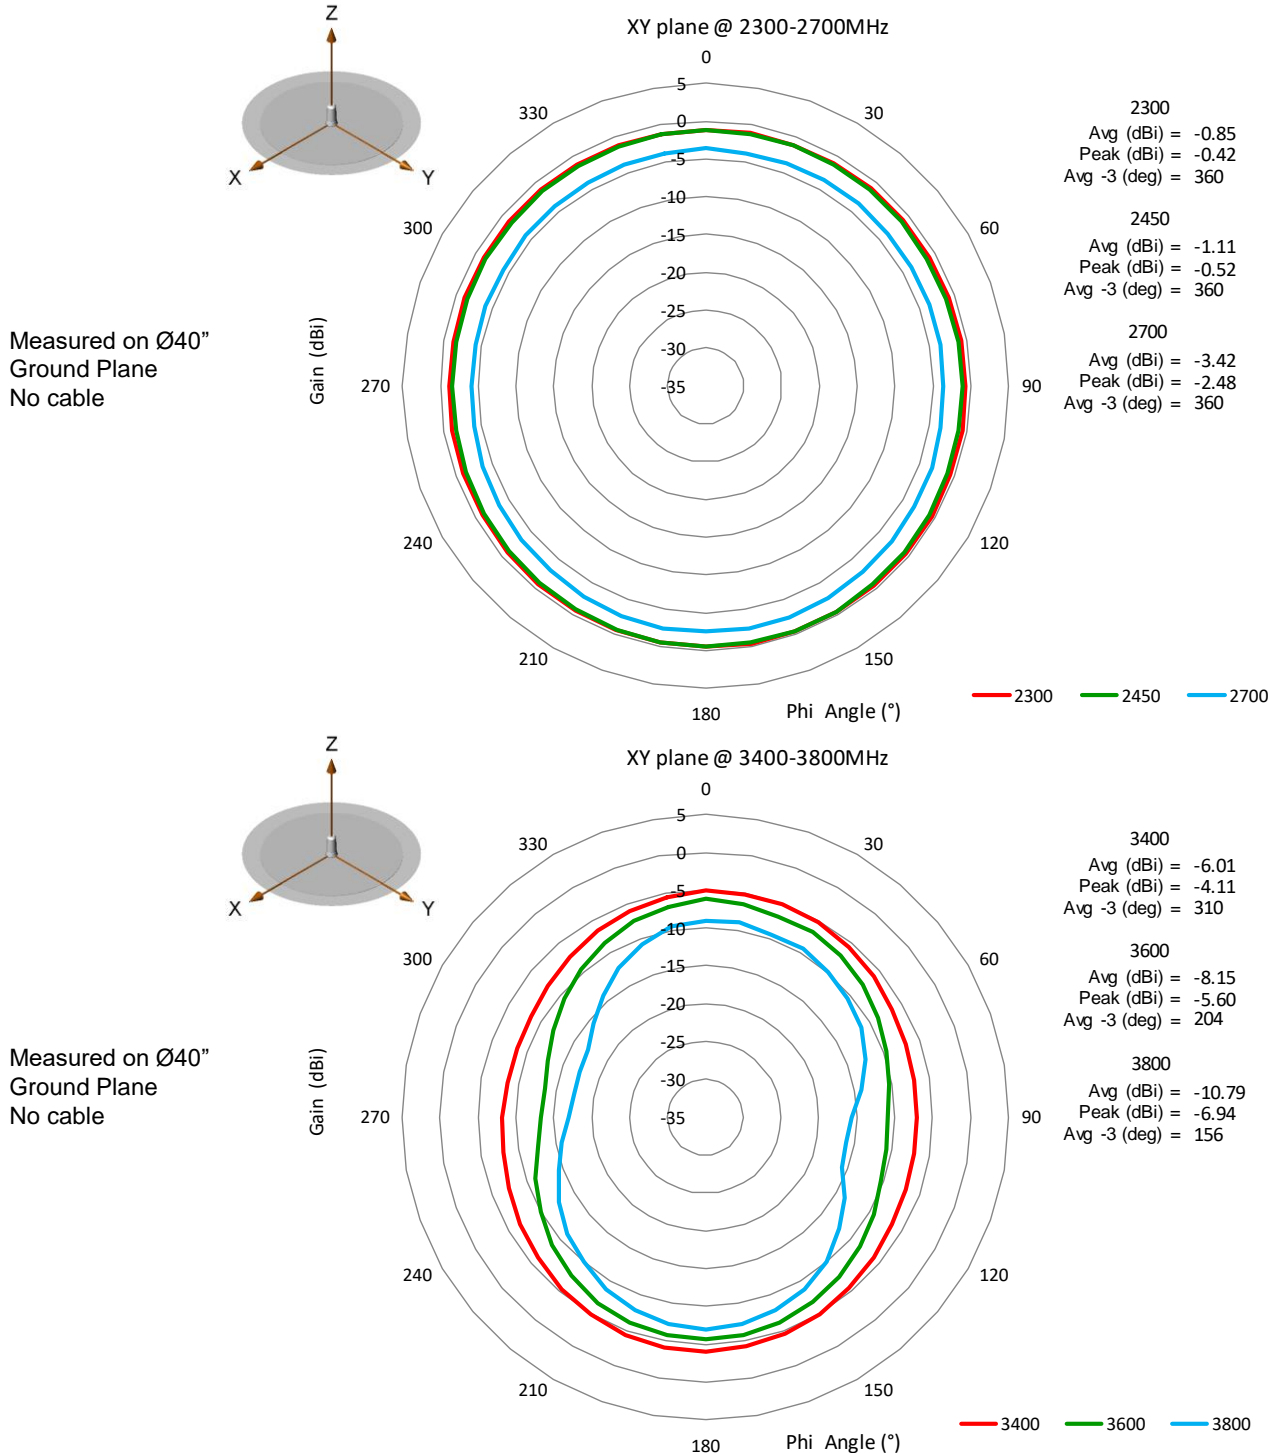 Z
X
Y
XY plane @ 2300-2700MHz
0
30
60
90
120
150
180
210
240
270
300
330
5
0
-5
-10
-15
-20
-25
-30
-35
Gain (dBi)
Phi Angle (°)
Measured on Ø40”
Ground Plane
No cable
2300
Avg (dBi) = -0.85
Peak (dBi) = -0.42
Avg -3 (deg) = 360
2450
Avg (dBi) = -1.11
Peak (dBi) = -0.52
Avg -3 (deg) = 360
2700
Avg (dBi) = -3.42
Peak (dBi) = -2.48
Avg -3 (deg) = 360
2300 2450 2700
Z
X
Y
XY plane @ 3400-3800MHz
0
30
60
90
120
150
180
210
240
270
300
330
5
0
-5
-10
-15
-20
-25
-30
-35
Gain (dBi)
Phi Angle (°)
Measured on Ø40”
Ground Plane
No cable
3400
Avg (dBi) = -6.01
Peak (dBi) = -4.11
Avg -3 (deg) = 310
3600
Avg (dBi) = -8.15
Peak (dBi) = -5.60
Avg -3 (deg) = 204
3800
Avg (dBi) = -10.79
Peak (dBi) = -6.94
Avg -3 (deg) = 156
3400 3600 3800